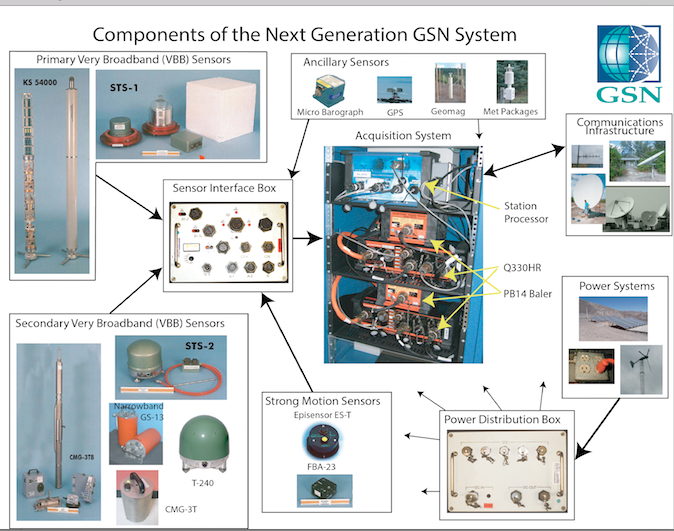 Components of the Next Generation GSN System
Primary Very Broadband (VBB) Sensors
KS 54000
STS-1
Ancillary Sensors
Micro Barograph
GPS
Geomag
Met Packages
GSN
Communications
Infrastructure
Acquisition System
Station
Processor
Q330HR
PB14 Baler
Sensor Interface Box
Power Systems
Secondary Very Broadband (VBB) Sensors
STS-2
Narrowband
GS-13
CMG-3TB
T-240
CMG-3T
Strong Motion Sensors
Episensor ES-T
FBA-23
Power Distribution Box